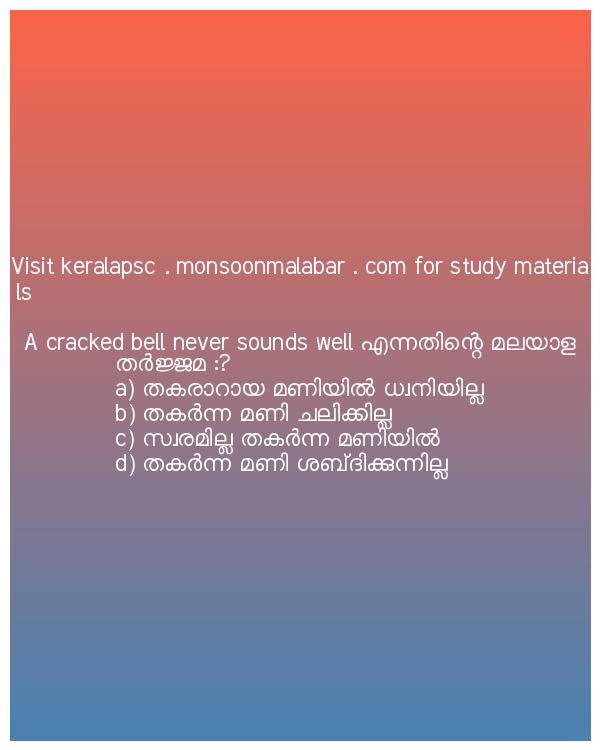 Visit keralapsc . monsoonmalabar . com for study materia
ls
A cracked bell never sounds well എന്നതിന്റെ മലയാള
തർജ്ജമ :?
a) തകരാറായ മണിയിൽ ധ്വനിയില്ല
b) തകർന്ന മണി ചലിക്കില്ല
c) സ്വരമില്ല തകർന്ന മണിയിൽ
d) തകർന്ന മണി ശബ്ദിക്കുന്നില്ല